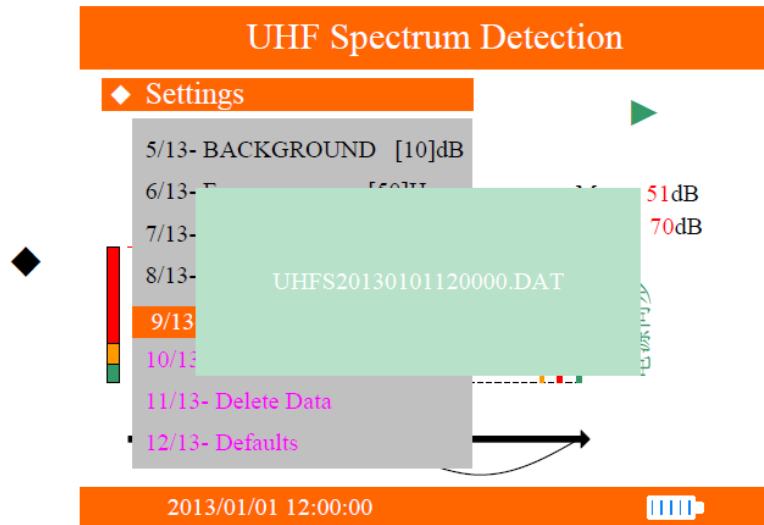 UHF Spectrum Detection
Settings
5/13- BACKGROUND [10]dB
6/13-
51dB
7/13-
70dB
8/13-
UHFS20130101120000.DAT
9/13
10/13
11/13- Delete Data
12/13- Defaults
2013/01/01 12:00:00